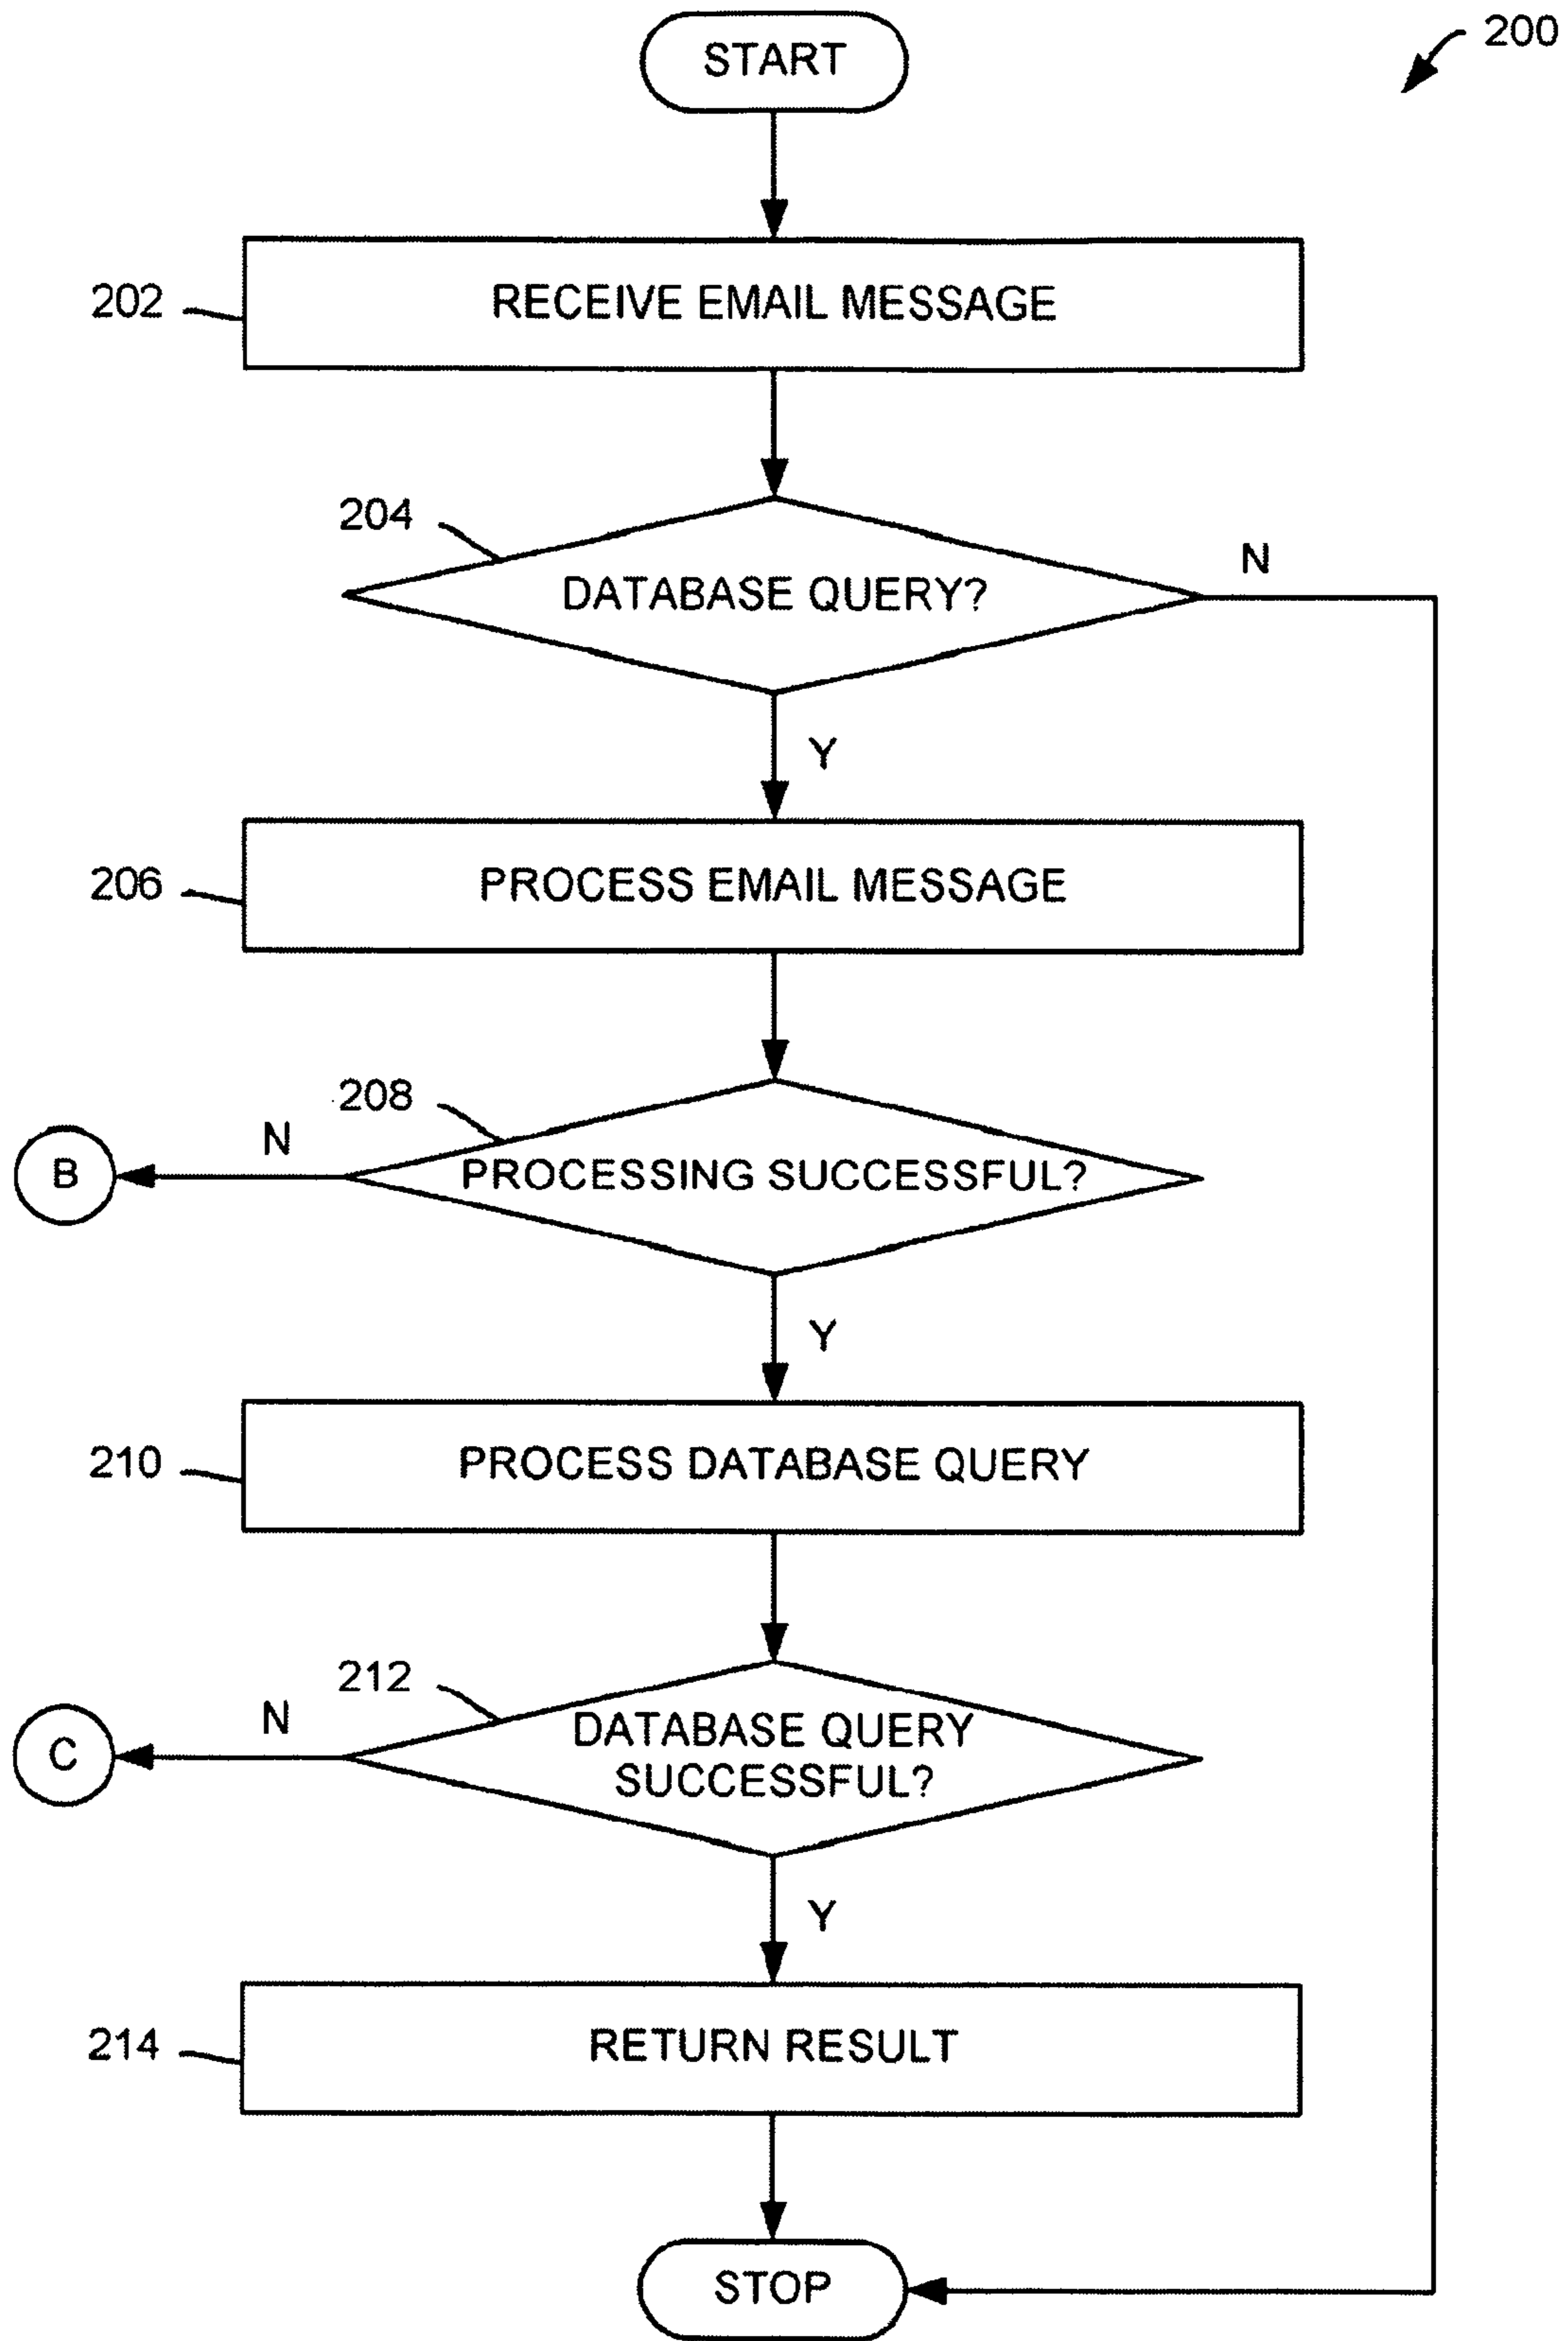 START
200
202
RECEIVE EMAIL MESSAGE
204
DATABASE QUERY?
N
Y
206
PROCESS EMAIL MESSAGE
208
B
N
PROCESSING SUCCESSFUL?
Y
210
PROCESS DATABASE QUERY
212
C
N
DATABASE QUERY
SUCCESSFUL?
Y
214
RETURN RESULT
STOP